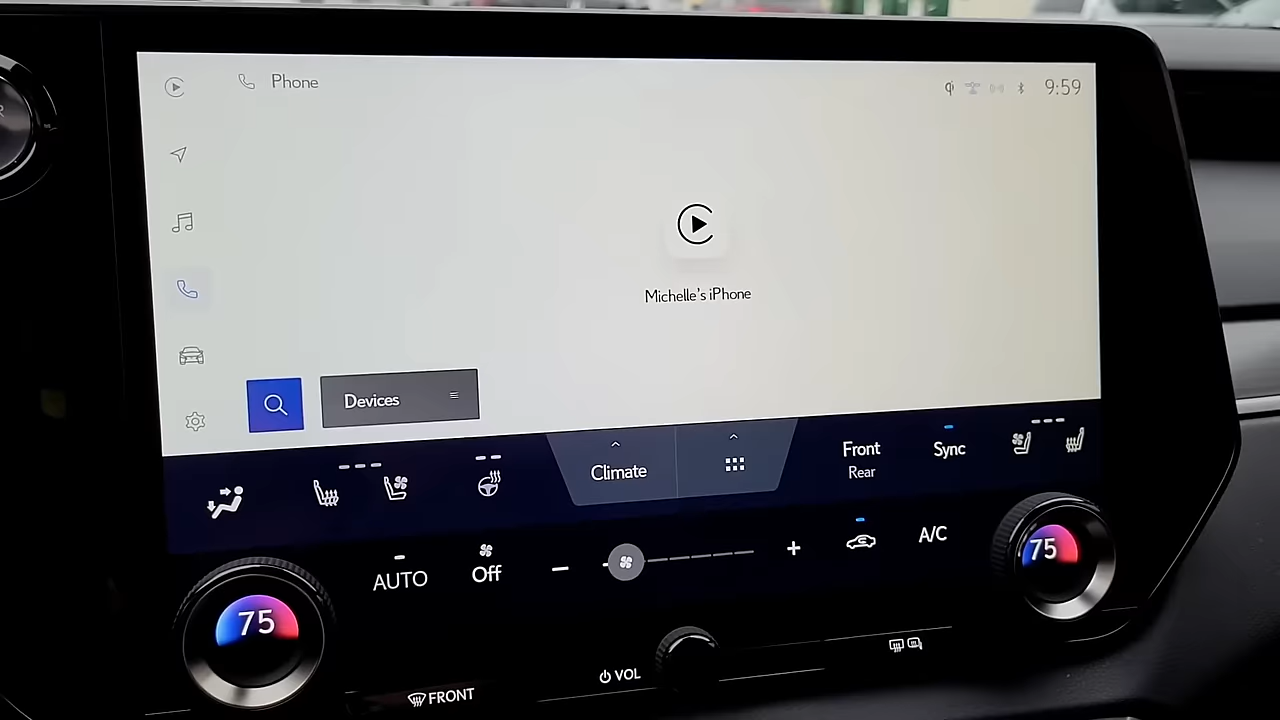 Phone
9:59
Michelle's iPhone
Devices
Climate
Front
Rear
Sync
AUTO
Off
A/C
75
75
FRONT
VOL